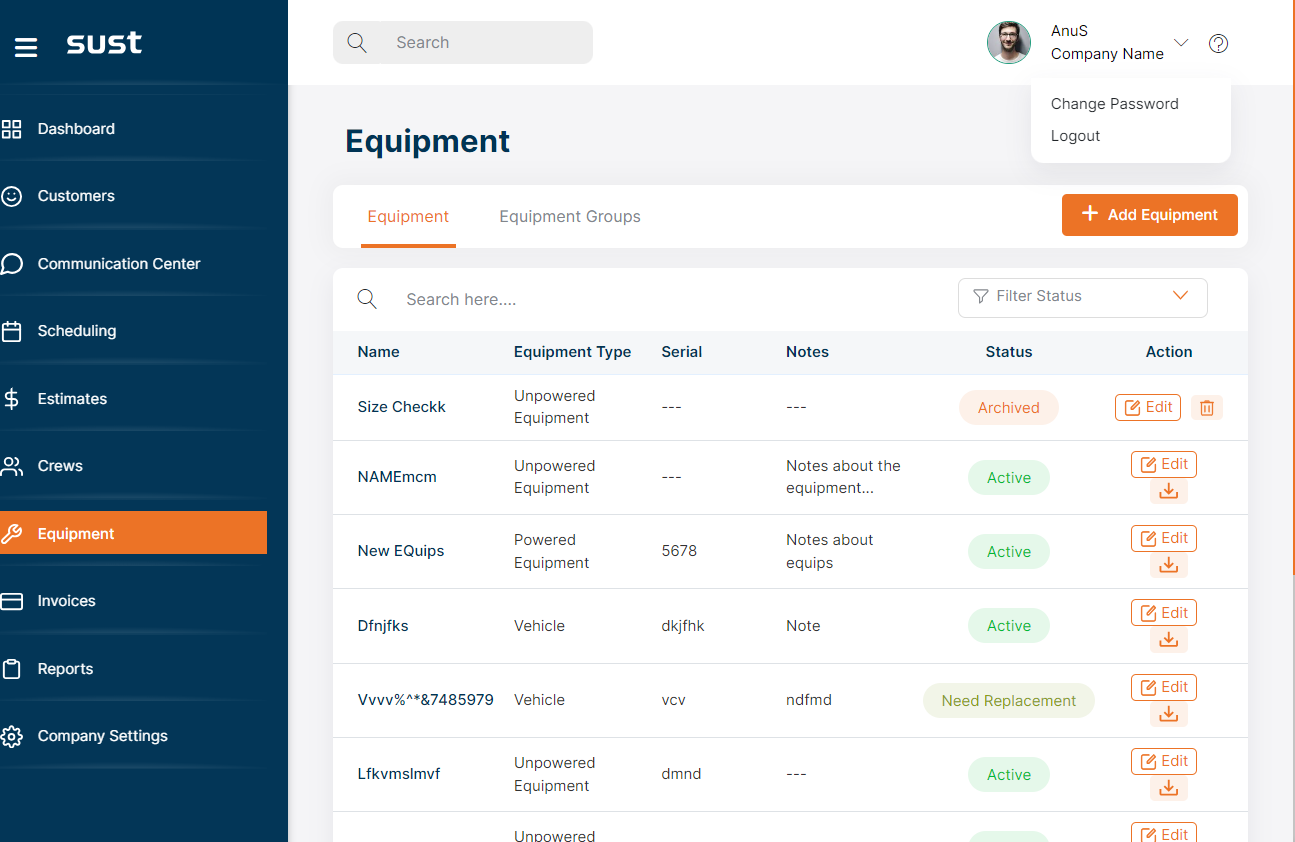 sust
Search
AnuS
Company Name
Change Password
Logout
Dashboard
Customers
Communication Center
Scheduling
Estimates
Crews
Equipment
Invoices
Reports
Company Settings
Equipment
Equipment Equipment Groups + Add Equipment
Search here.... Filter Status
Name Equipment Type Serial Notes Status Action
Size Checkk Unpowered Equipment --- --- Archived Edit
NAMEmcm Unpowered Equipment --- Notes about the equipment... Active Edit
New EQuips Powered Equipment 5678 Notes about equips Active Edit
Dfnjfks Vehicle dkjfhk Note Active Edit
Vvvv%^*&7485979 Vehicle vcv ndfmd Need Replacement Edit
Lfkvmslmvf Unpowered Equipment dmnd --- Active Edit
Unpowered Edit